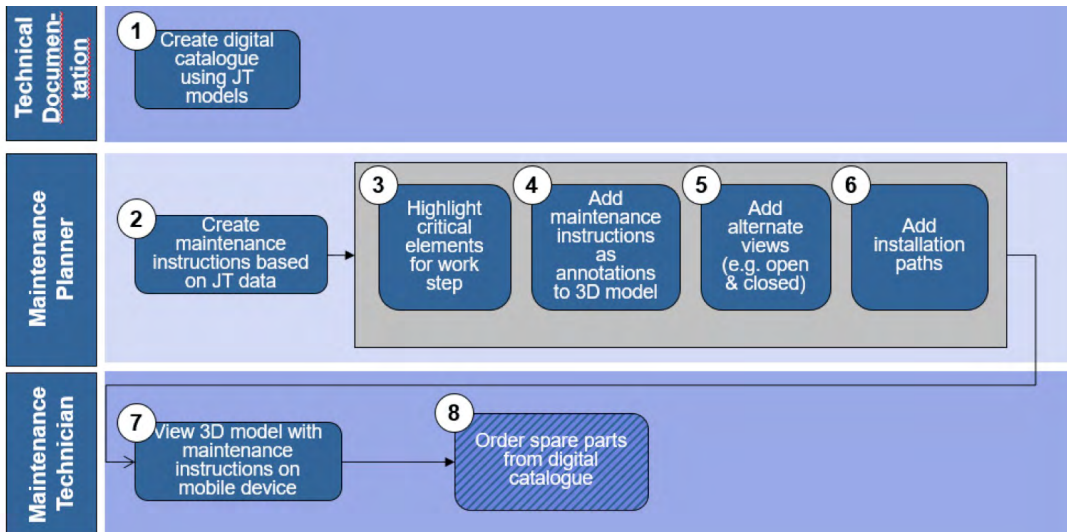 Technical
Documen-
tation
1
Create digital
catalogue
using JT
models
Maintenance
Planner
2
Create
maintenance
instructions based
on JT data
3
Highlight
critical
elements
for work
step
4
Add
maintenance
instructions
as
annotations
to 3D model
5
Add
alternate
views
(e.g. open
& closed)
6
Add
installation
paths
Maintenance
Technician
7
View 3D model with
maintenance
instructions on
mobile device
8
Order spare parts
from digital
catalogue